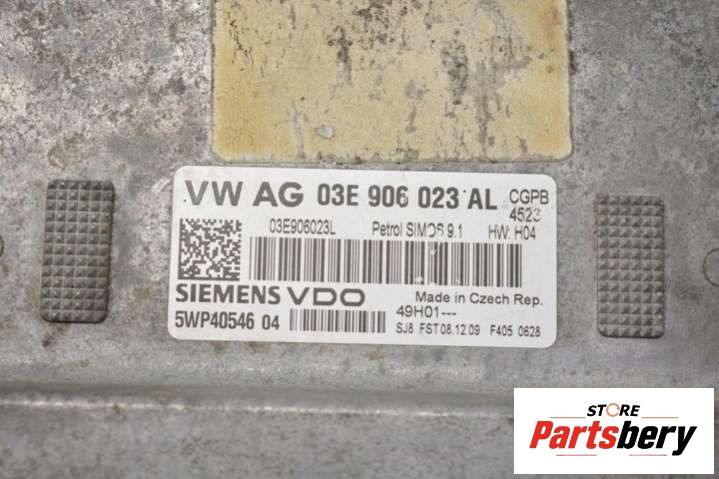 VW AG 03E 906 023 AL CGPB
4523
03E906023L Petrol SIMOS 9.1 HW: H04
SIEMENS VDO Made in Czech Rep.
5WP40546 04 49H01---
SJ8 FST 08.12.09 F405 0628
STORE
Partsbery